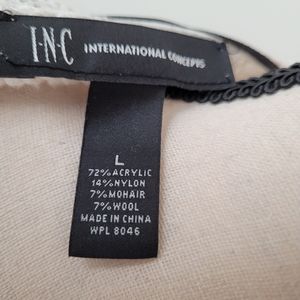 I·N·C INTERNATIONAL CONCEPTS
L
72% ACRYLIC
14% NYLON
7% MOHAIR
7% WOOL
MADE IN CHINA
WPL 8046